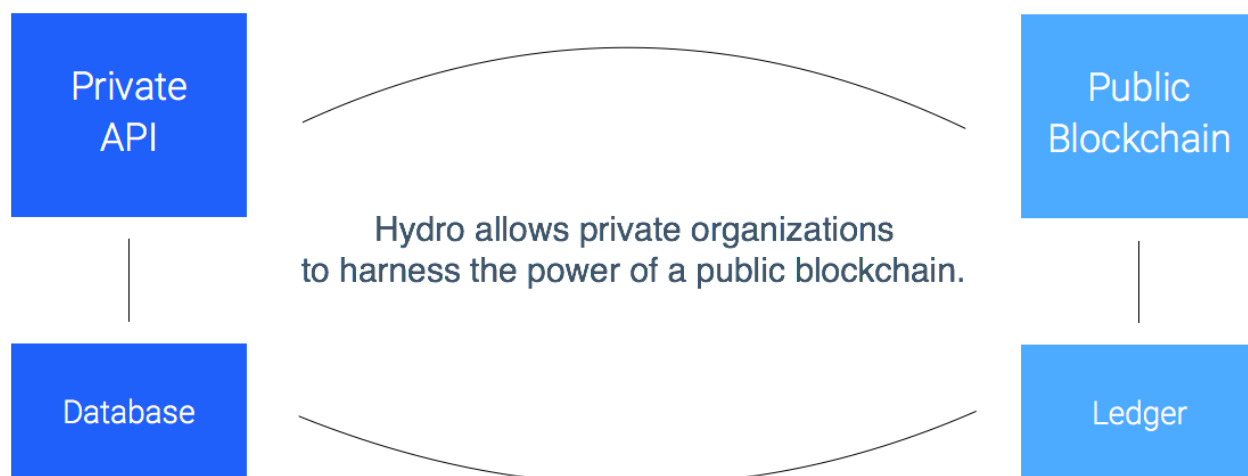 Private
API
Public
Blockchain
Hydro allows private organizations
to harness the power of a public blockchain.
Database
Ledger